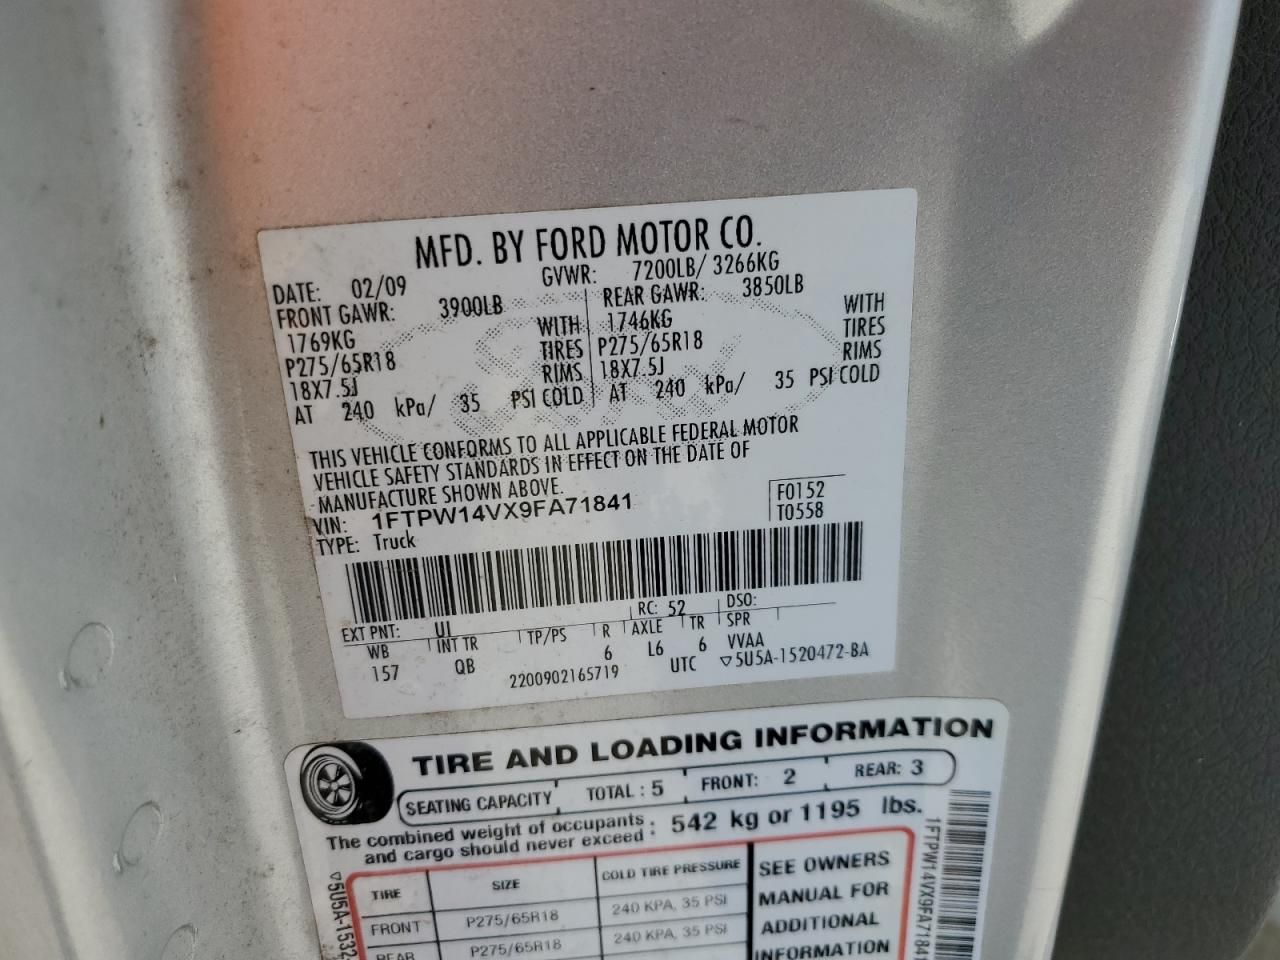 MFD. BY FORD MOTOR CO.
DATE: 02/09 GVWR: 7200LB/ 3266KG
FRONT GAWR: 3900LB REAR GAWR: 3850LB
1769KG WITH 1746KG WITH
P275/65R18 TIRES P275/65R18 TIRES
18X7.5J RIMS 18X7.5J RIMS
AT 240 kPa/ 35 PSI COLD AT 240 kPa/ 35 PSI COLD
THIS VEHICLE CONFORMS TO ALL APPLICABLE FEDERAL MOTOR
VEHICLE SAFETY STANDARDS IN EFFECT ON THE DATE OF
MANUFACTURE SHOWN ABOVE.
VIN: 1FTPW14VX9FA71841 F0152
TYPE: Truck T0558
EXT PNT: UI RC: 52 DSO:
WB INT TR TP/PS R AXLE TR SPR
157 QB 6 L6 6 VVAA
2200902165719 UTC ▽5U5A-1520472-BA
TIRE AND LOADING INFORMATION
SEATING CAPACITY TOTAL : 5 FRONT: 2 REAR: 3
The combined weight of occupants
and cargo should never exceed : 542 kg or 1195 lbs.
TIRE SIZE COLD TIRE PRESSURE
FRONT P275/65R18 240 KPA, 35 PSI
REAR P275/65R18 240 KPA, 35 PSI
SEE OWNERS
MANUAL FOR
ADDITIONAL
INFORMATION
1FTPW14VX9FA71841
▽5U5A-1532